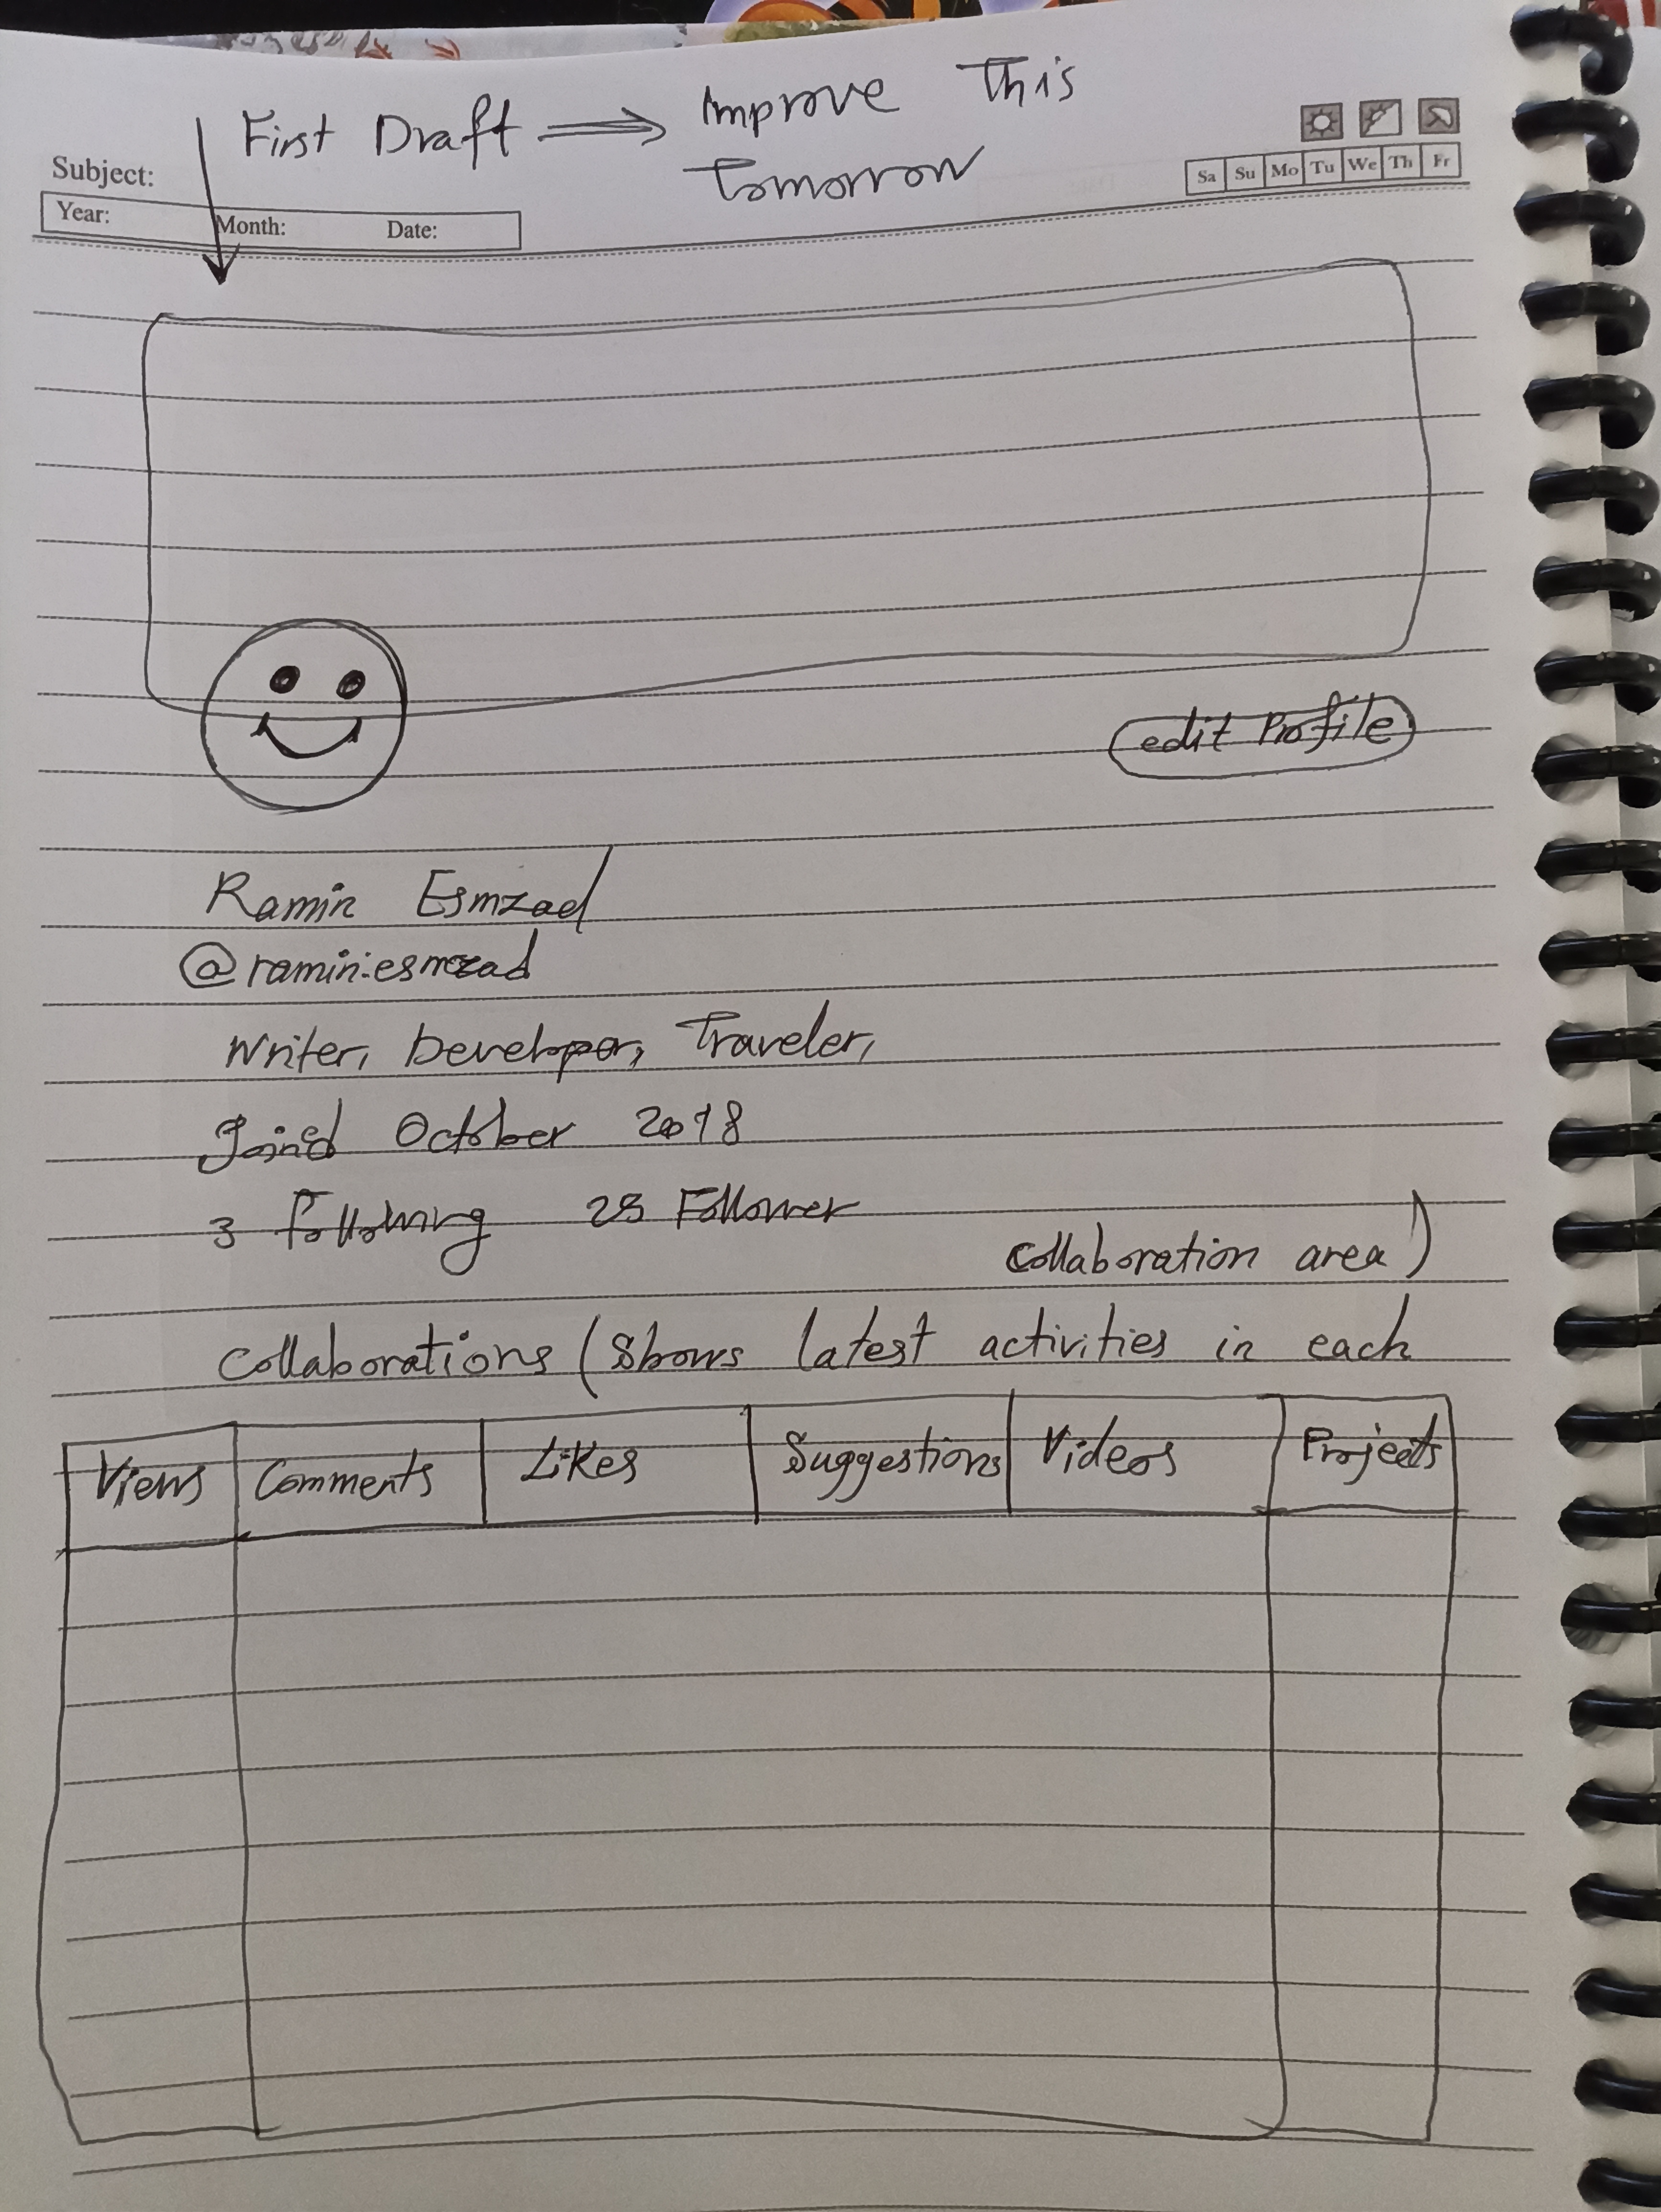 First Draft ⟹ Improve This
Tomorrow
Subject:
Year: Month: Date:
Sa Su Mo Tu We Th Fr
edit Profile
Ramin Esmzad
@ramin.esmzad
Writer, Developer, Traveler,
Joined October 2018
3 Following 25 Follower
collaboration area)
Collaborations (Shows latest activities in each
Views Comments Likes Suggestions Videos Projects